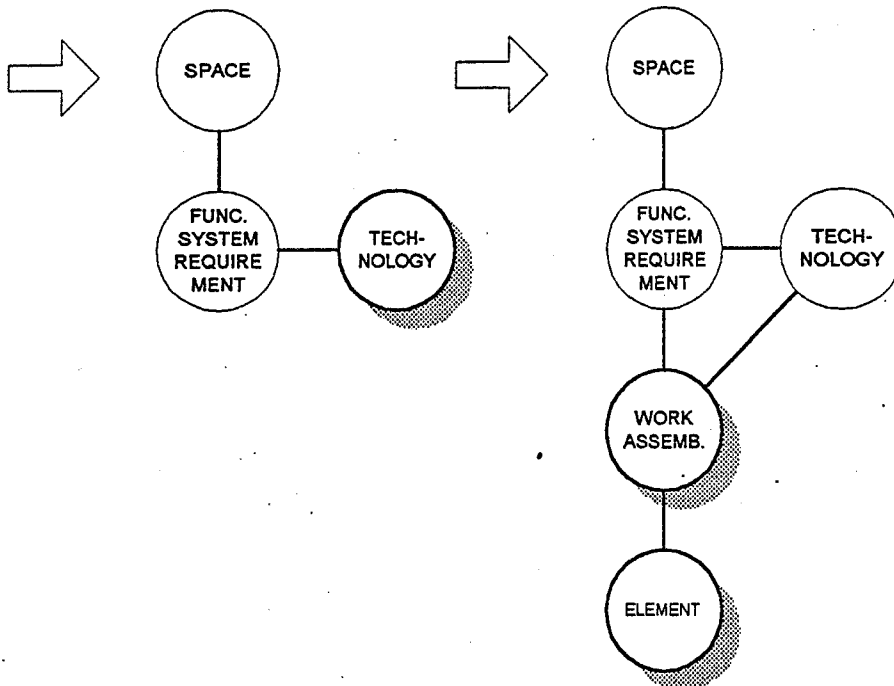 SPACE
FUNC.
SYSTEM
REQUIRE
MENT
TECH-
NOLOGY
SPACE
FUNC.
SYSTEM
REQUIRE
MENT
TECH-
NOLOGY
WORK
ASSEMB.
ELEMENT